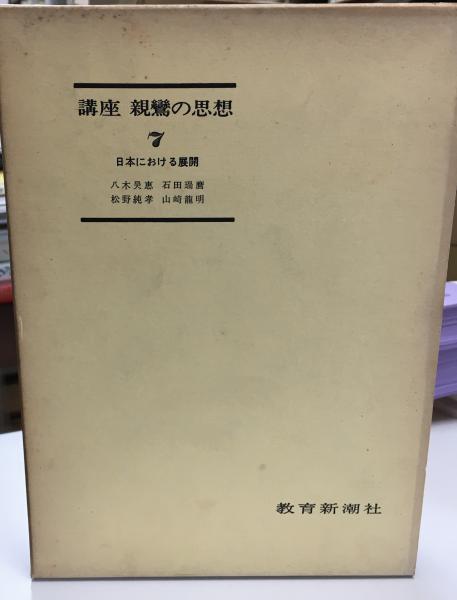 講座 親鸞の思想
7
日本における展開
八木昊恵 石田瑞麿
松野純孝 山崎龍明
教育新潮社